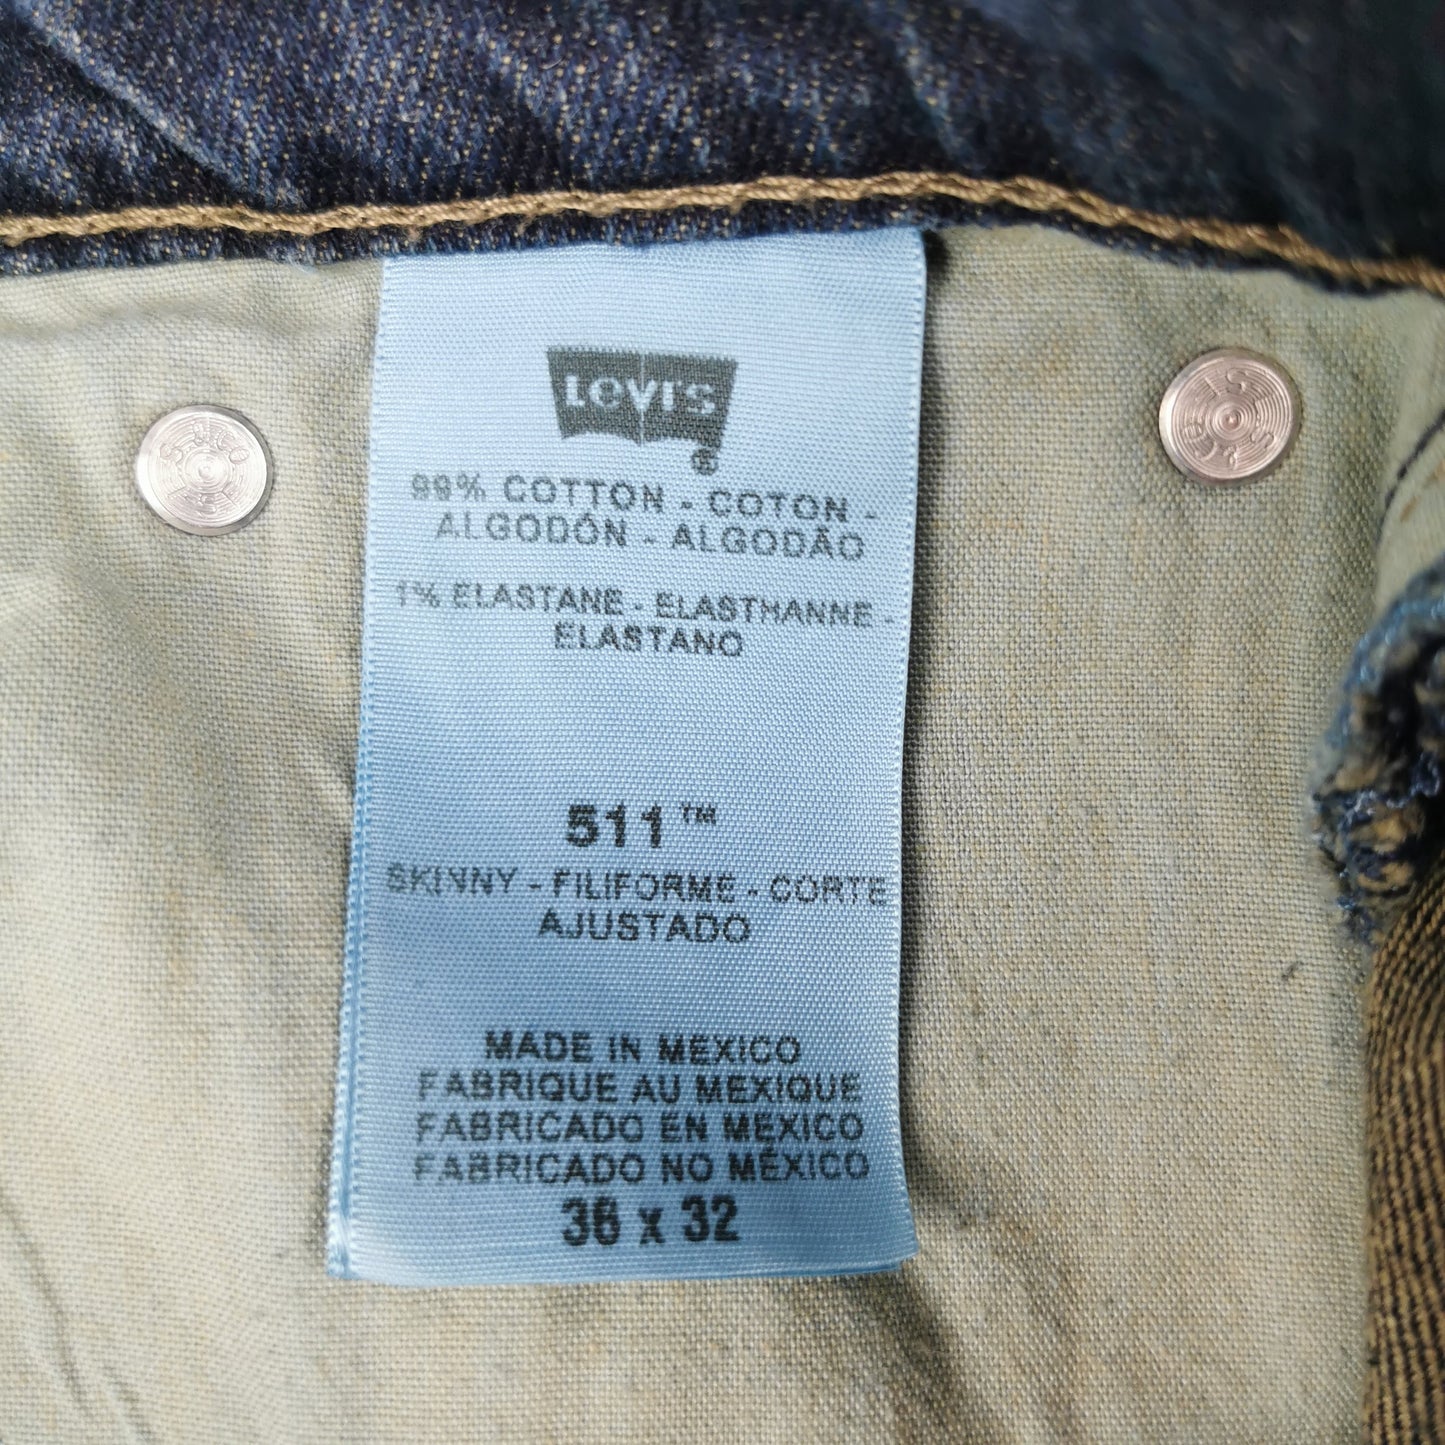 LEVI'S
®
99% COTTON - COTON -
ALGODÓN - ALGODÃO
1% ELASTANE - ELASTHANNE -
ELASTANO
511™
SKINNY - FILIFORME - CORTE
AJUSTADO
MADE IN MEXICO
FABRIQUE AU MEXIQUE
FABRICADO EN MEXICO
FABRICADO NO MÉXICO
36 x 32